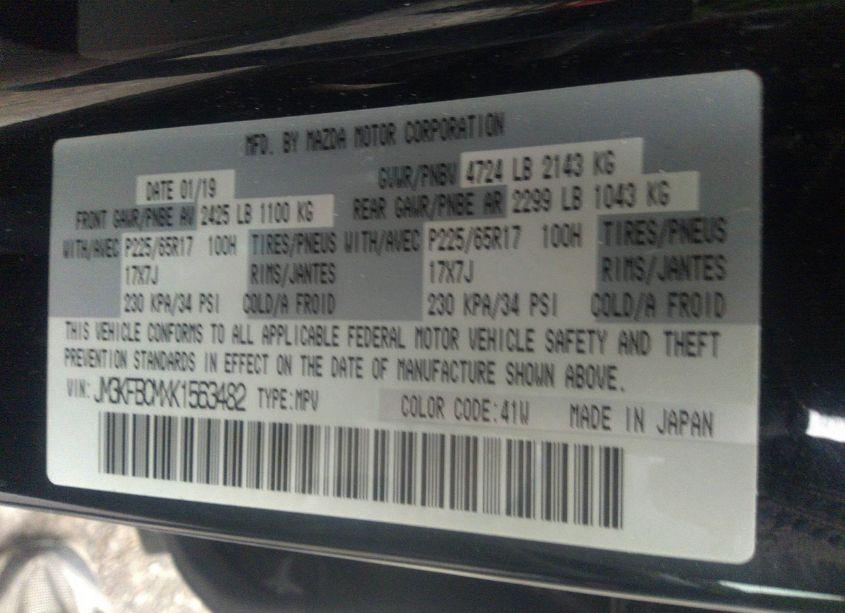 MFD. BY MAZDA MOTOR CORPORATION
DATE 01/19 GVWR/PNBV 4724 LB 2143 KG
FRONT GAWR/PNBE AV 2425 LB 1100 KG REAR GAWR/PNBE AR 2299 LB 1043 KG
WITH/AVEC P225/65R17 100H TIRES/PNEUS WITH/AVEC P225/65R17 100H TIRES/PNEUS
17X7J RIMS/JANTES 17X7J RIMS/JANTES
230 KPA/34 PSI COLD/A FROID 230 KPA/34 PSI COLD/A FROID
THIS VEHICLE CONFORMS TO ALL APPLICABLE FEDERAL MOTOR VEHICLE SAFETY AND THEFT
PREVENTION STANDARDS IN EFFECT ON THE DATE OF MANUFACTURE SHOWN ABOVE.
VIN: JM3KFBCMXK1563482 TYPE:MPV COLOR CODE:41W MADE IN JAPAN